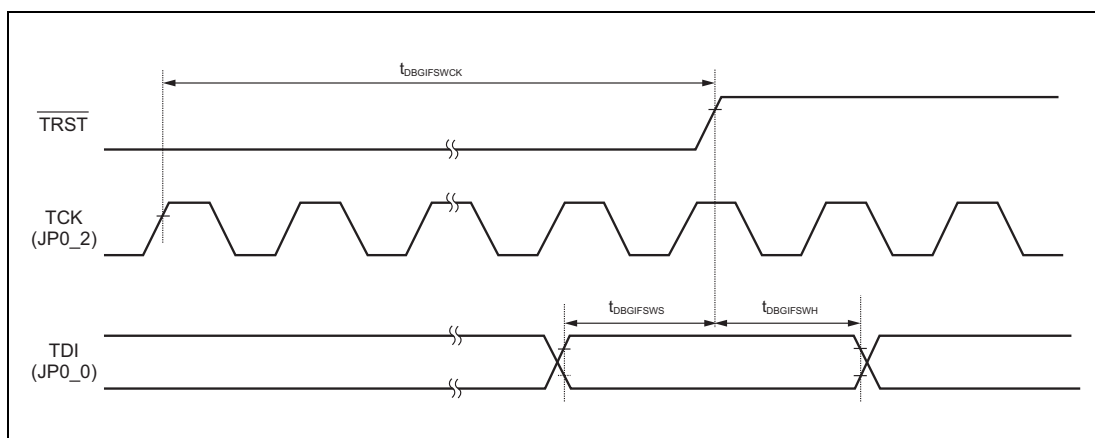 tDBGIFSWCK
TRST
TCK
(JP0_2)
tDBGIFSWS
tDBGIFSWH
TDI
(JP0_0)